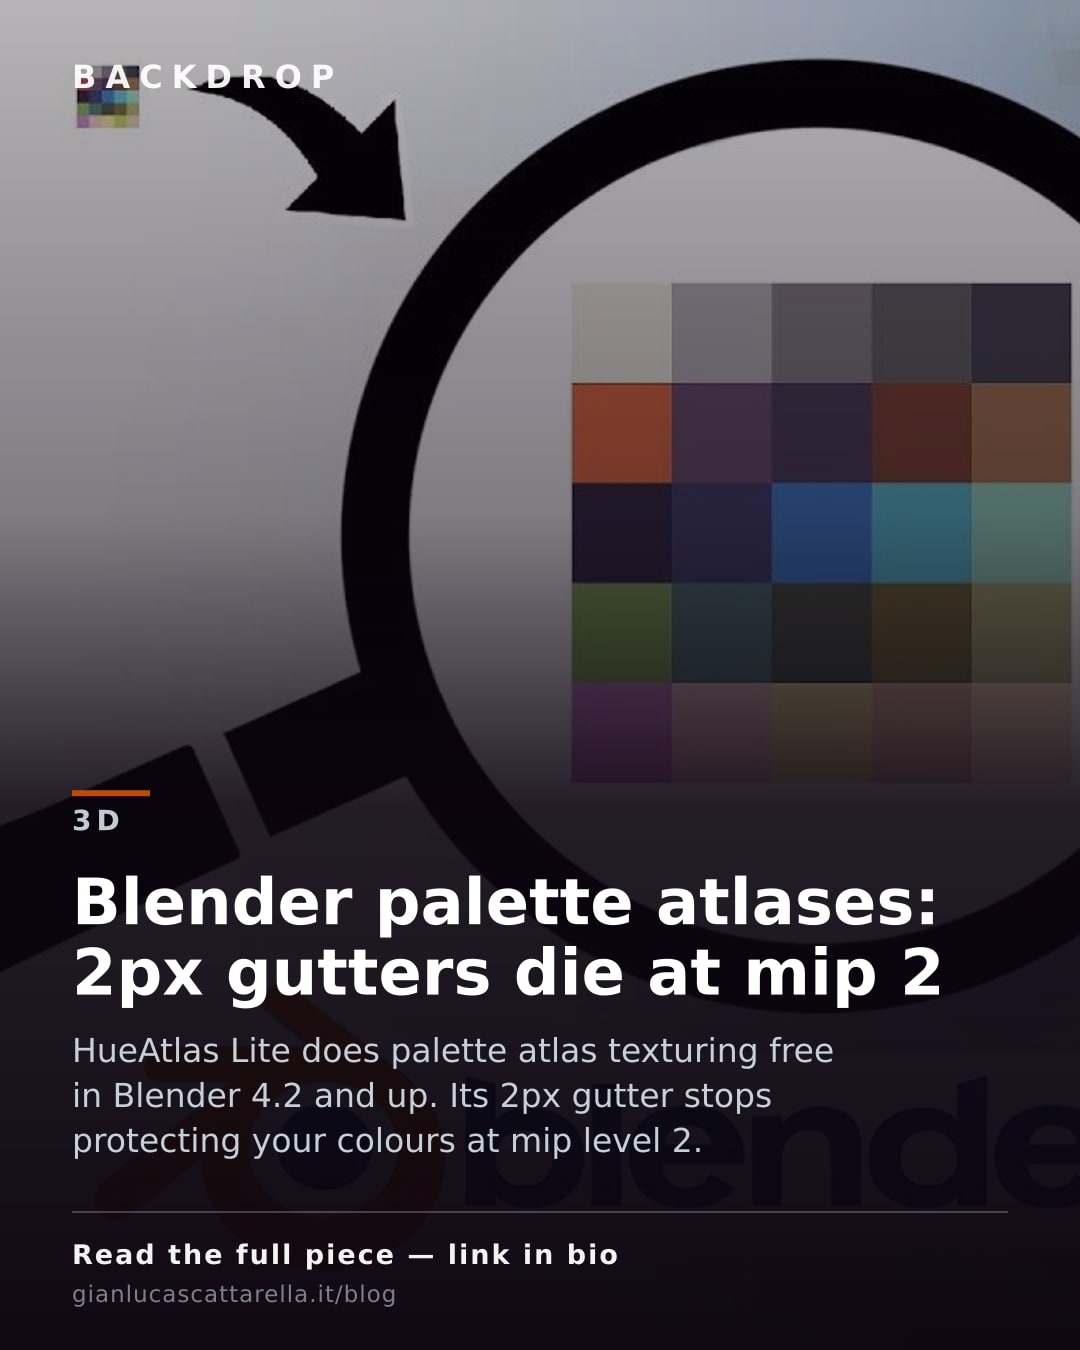 BACKDROP
3D
Blender palette atlases:
2px gutters die at mip 2
HueAtlas Lite does palette atlas texturing free
in Blender 4.2 and up. Its 2px gutter stops
protecting your colours at mip level 2.
blende
Read the full piece — link in bio
gianlucascattarella.it/blog